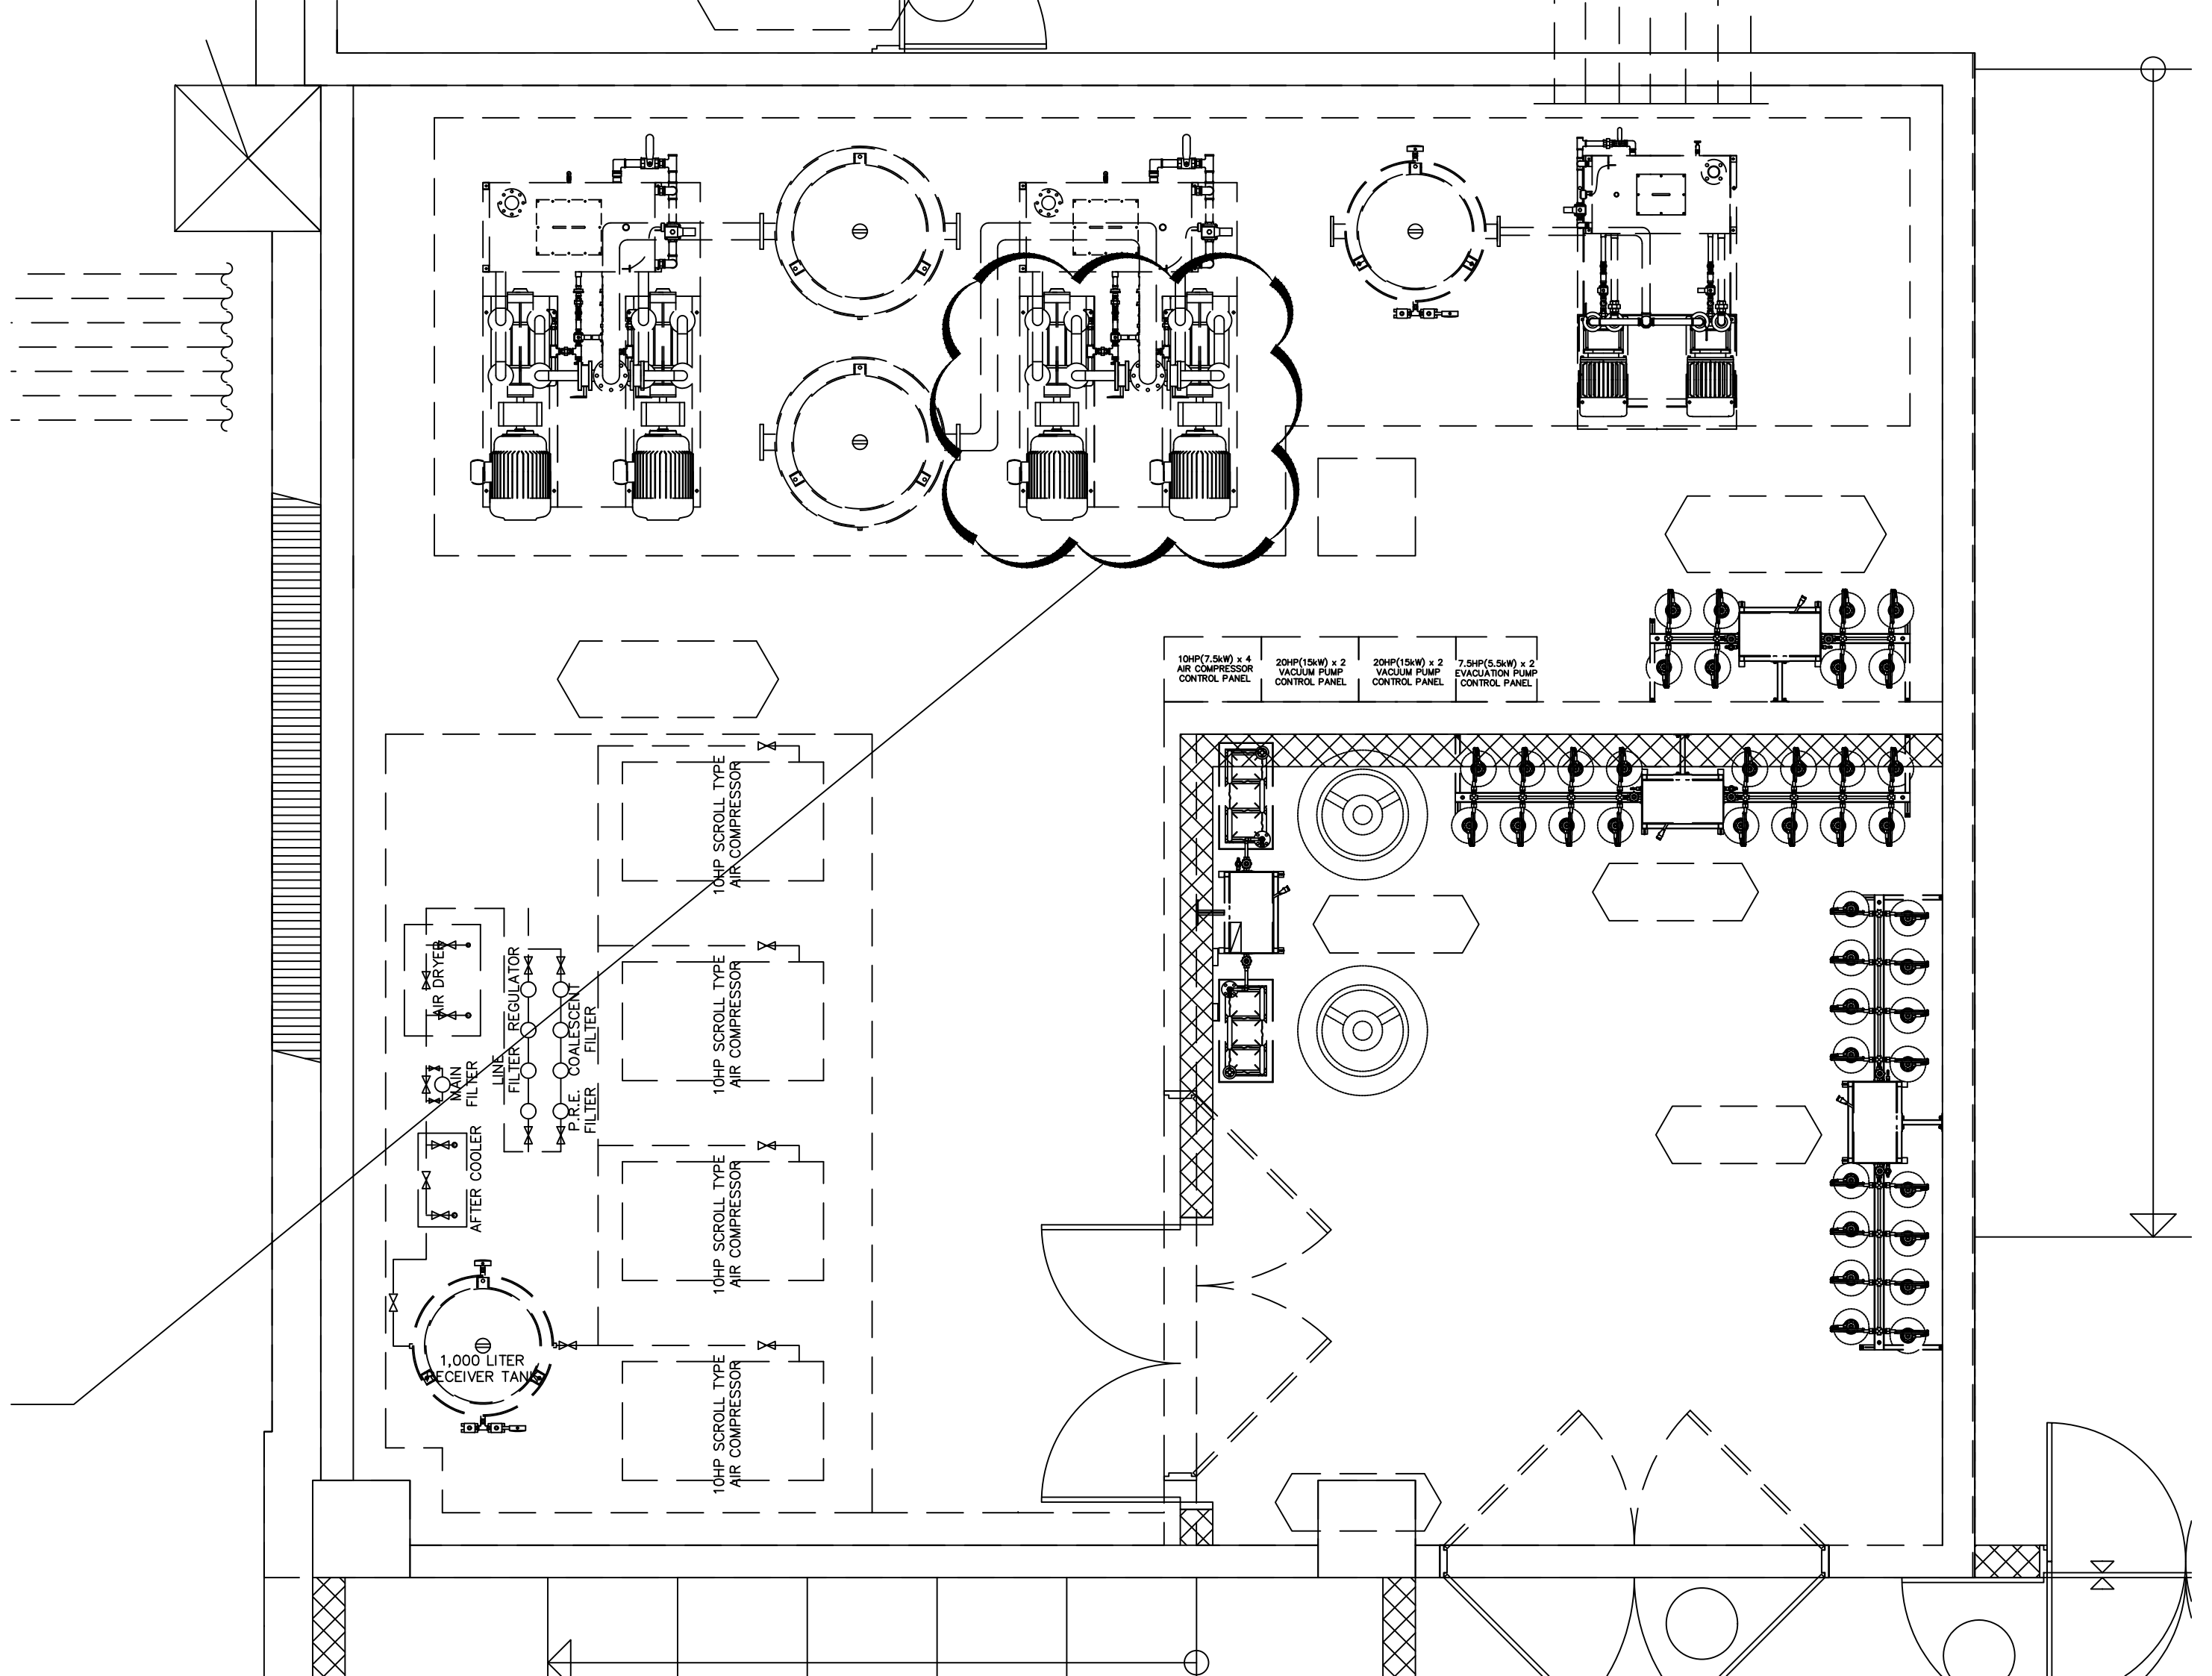 10HP(7.5kW) x 4
AIR COMPRESSOR
CONTROL PANEL
20HP(15kW) x 2
VACUUM PUMP
CONTROL PANEL
20HP(15kW) x 2
VACUUM PUMP
CONTROL PANEL
7.5HP(5.5kW) x 2
EVACUATION PUMP
CONTROL PANEL
10HP SCROLL TYPE
AIR COMPRESSOR
10HP SCROLL TYPE
AIR COMPRESSOR
10HP SCROLL TYPE
AIR COMPRESSOR
10HP SCROLL TYPE
AIR COMPRESSOR
AIR DRYER
MAIN
FILTER
LINE
FILTER REGULATOR
P.R.E. COALESCENT
FILTER FILTER
AFTER COOLER
1,000 LITER
RECEIVER TANK